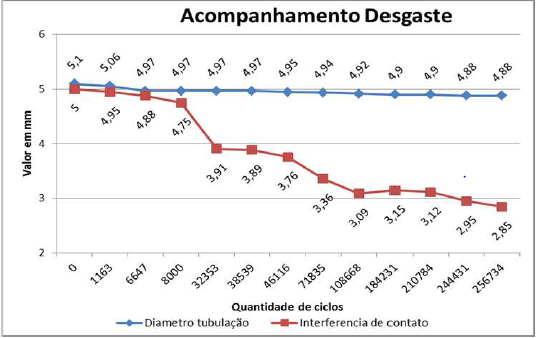 Acompanhamento Desgaste
6
5
4
3
2
Valor em mm
5,1 5,06 4,97 4,97 4,97 4,97 4,95 4,94 4,92 4,9 4,9 4,88 4,88
5 4,95 4,88 4,75 3,91 3,89 3,76 3,36 3,09 3,15 3,12 2,95 2,85
0 1163 6647 8000 32353 38539 46116 71835 108668 184231 210784 244431 256734
Quantidade de ciclos
Diametro tubulação Interferencia de contato